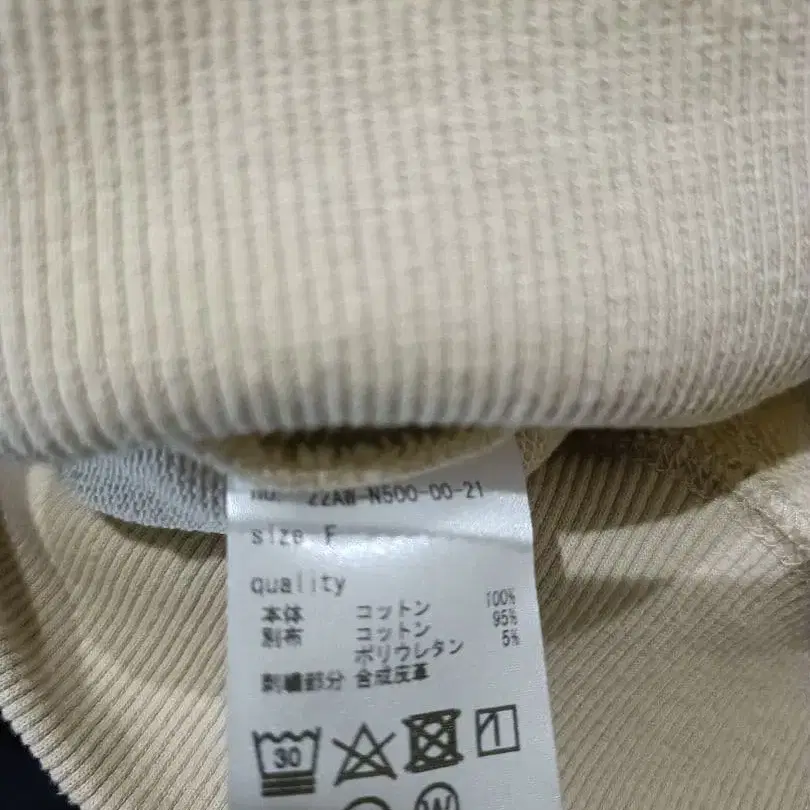 No. 22AW-N500-00-21
size F
quality
本体 コットン 100%
別布 コットン 95%
ポリウレタン 5%
刺繍部分 合成皮革
30
W